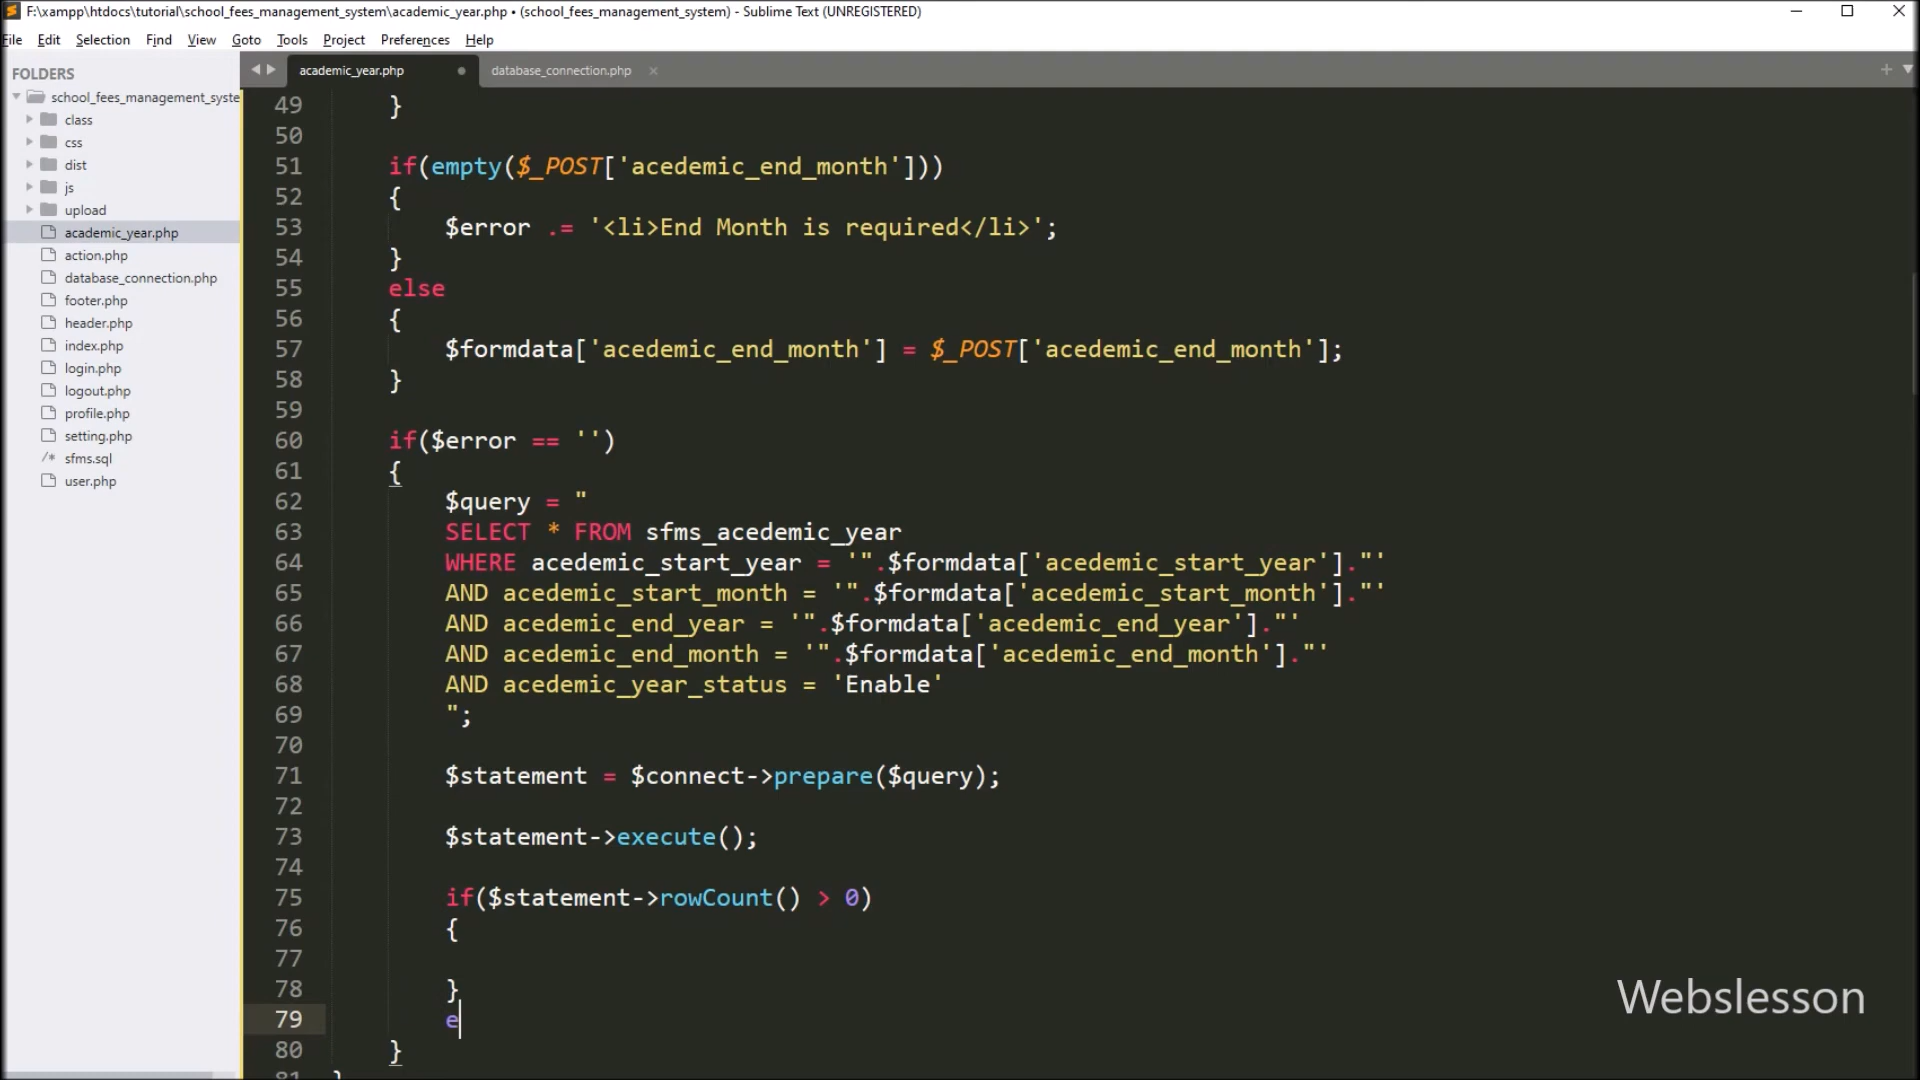 F:\xampp\htdocs\tutorial\school_fees_management_system\academic_year.php • (school_fees_management_system) - Sublime Text (UNREGISTERED)
File Edit Selection Find View Goto Tools Project Preferences Help
FOLDERS
school_fees_management_syste
class
css
dist
js
upload
academic_year.php
action.php
database_connection.php
footer.php
header.php
index.php
login.php
logout.php
profile.php
setting.php
/* sfms.sql
user.php
academic_year.php database_connection.php
49 }
50
51 if(empty($_POST['acedemic_end_month']))
52 {
53 $error .= '<li>End Month is required</li>';
54 }
55 else
56 {
57 $formdata['acedemic_end_month'] = $_POST['acedemic_end_month'];
58 }
59
60 if($error == '')
61 {
62 $query = "
63 SELECT * FROM sfms_acedemic_year
64 WHERE acedemic_start_year = '".$formdata['acedemic_start_year']."'
65 AND acedemic_start_month = '".$formdata['acedemic_start_month']."'
66 AND acedemic_end_year = '".$formdata['acedemic_end_year']."'
67 AND acedemic_end_month = '".$formdata['acedemic_end_month']."'
68 AND acedemic_year_status = 'Enable'
69 ";
70
71 $statement = $connect->prepare($query);
72
73 $statement->execute();
74
75 if($statement->rowCount() > 0)
76 {
77
78 }
79 e
80 }
81 }
Webslesson